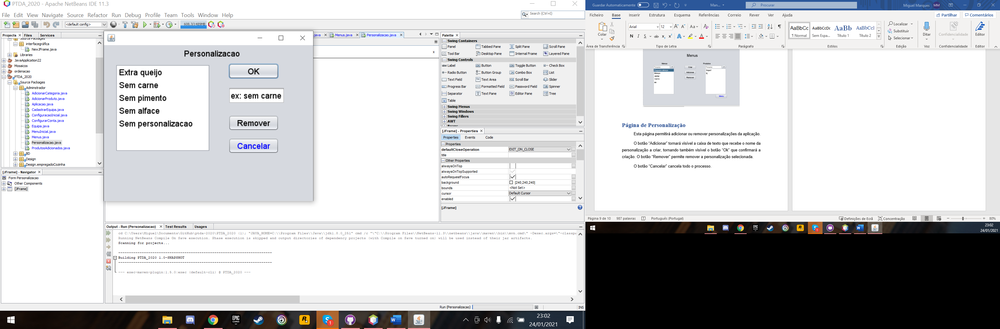 PTDA_2020 - Apache NetBeans IDE 11.3
File Edit View Navigate Source Refactor Run Debug Profile Team Tools Window Help
Search (Ctrl+I)
<default config>
608,3/1489MB
Projects Files Services
Source Packages
interfacegráfica
NewJFrame.java
Libraries
JavaApplication22
Mosaicos
ordenacao
PTDA_2020
Source Packages
Adminstrador
AdicionarCategoria.java
AdicionarProduto.java
Aplicacao.java
CadastrarEquipa.java
ConfiguracaoInicial.java
ConfigurarConta.java
Equipa.java
MenuInicial.java
Menus.java
Personalizacao.java
ProdutosAdicionados.java
BD
Design
Design.empregadoCozinha
[JFrame] - Navigator
Form Personalizacao
Other Components
[JFrame]
.java Menus.java Personalizacao.java
Personalizacao
Extra queijo
Sem carne
Sem pimento
Sem alface
Sem personalizacao
OK
ex: sem carne
Remover
Cancelar
Palette
Swing Containers
Panel Tabbed Pane Split Pane Scroll Pane
Tool Bar Desktop Pane Internal Frame Layered Pane
Swing Controls
Label Button Toggle Button Check Box
Radio Button Button Group Combo Box List
Text Field Text Area Scroll Bar Slider
Progress Bar Formatted Field Password Field Spinner
Separator Text Pane Editor Pane Tree
Table
Swing Menus
Swing Windows
Swing Fillers
AWT
Beans
[JFrame] - Properties
Properties Events Code
Properties
defaultCloseOperation EXIT_ON_CLOSE
title
Other Properties
alwaysOnTop
alwaysOnTopSupported
autoRequestFocus
background [240,240,240]
bounds <Not Set>
cursor Default Cursor
enabled
[JFrame]
Output - Run (Personalizacao) Test Results Usages
cd C:\Users\Miguel\Documents\GitHub\ptda-2020\PTDA_2020 (1); "JAVA_HOME=C:\\Program Files\\Java\\jdk1.8.0_251" cmd /c "\"C:\\Program Files\\NetBeans-11.3\\netbeans\\java\\maven\\bin\\mvn.cmd\" -Dexec.args=\"-classpa
Running NetBeans Compile On Save execution. Phase execution is skipped and output directories of dependency projects (with Compile on Save turned on) will be used instead of their jar artifacts.
Scanning for projects...
------------------------------------------------------------------------
Building PTDA_2020 1.0-SNAPSHOT
------------------------------------------------------------------------
--- exec-maven-plugin:1.5.0:exec (default-cli) @ PTDA_2020 ---
Run (Personalizacao)
INS
EPIC GAMES
23:02
24/01/2021
Guardar Automaticamente
Man...
Procurar
Miguel Marques MM
Ficheiro Base Inserir Estrutura Esquema Referências Correio Rever Ver Ajuda
Partilhar Comentários
Colar
Arial 12
N I S
AaBbCc AaBbCcDc AaBb AaBbCcI
¶ Normal Sem Espa... Título 1 Título 2
Localizar
Substituir
Selecionar
Ditar
Confidencialidade
Editor
Área de Transferência Tipo de Letra Parágrafo Estilos Edição Voz Confidencialidade Editor
Menus
Menus Produtos
Pesquisa Pesquisa
Pequeno almoço
Almoço
Jantar
13213
aa
Criar
Adicionar
Remover
Sopa1
kj
Menu
Página de Personalização
Esta página permitirá adicionar ou remover personalizações da aplicação.
O botão “Adicionar” tornará visível a caixa de texto que recebe o nome da
personalização a criar, tornando também visível o botão “Ok” que confirmará a
criação. O botão “Remover” permite remover a personalização selecionada.
O botão “Cancelar” cancela todo o processo.
Página 9 de 10 987 palavras Português (Portugal)
Definições de Ecrã Concentração 80%
23:02
24/01/2021